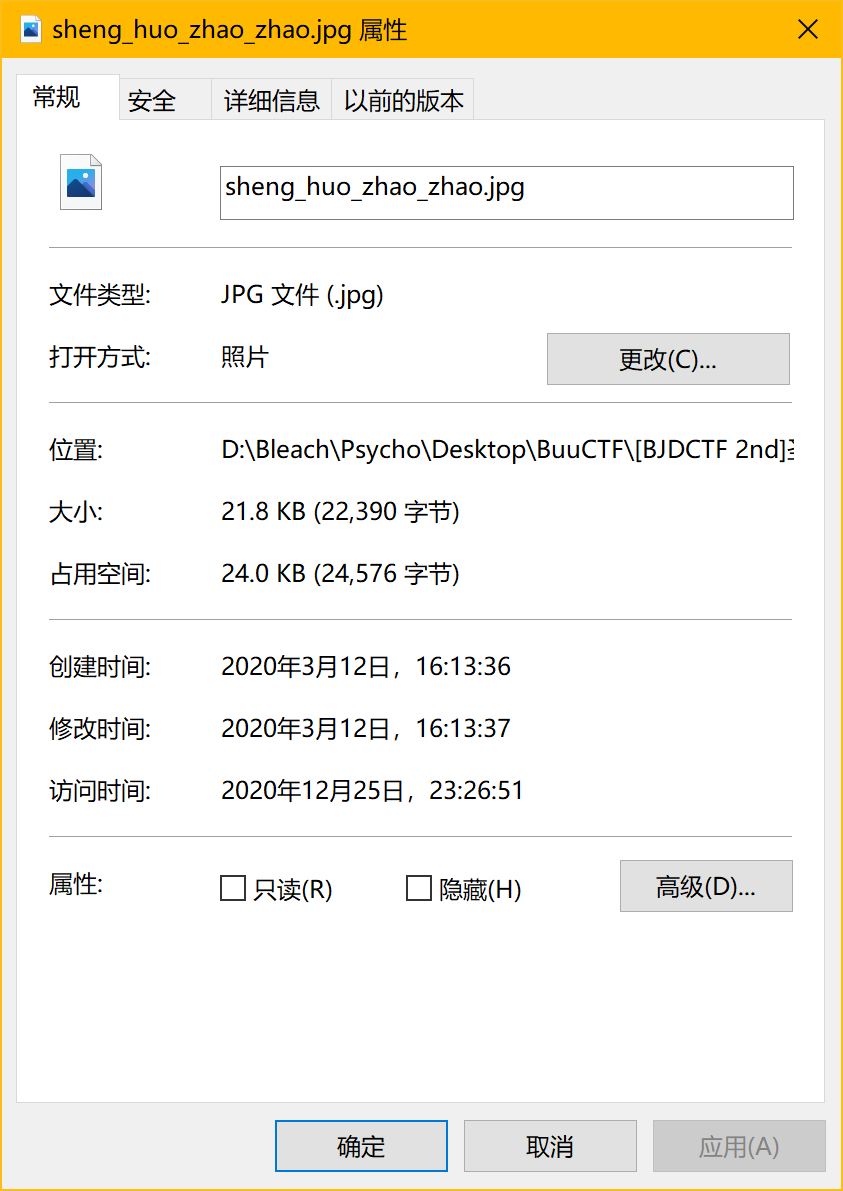 sheng_huo_zhao_zhao.jpg 属性
常规 安全 详细信息 以前的版本
sheng_huo_zhao_zhao.jpg
文件类型: JPG 文件 (.jpg)
打开方式: 照片 更改(C)...
位置: D:\Bleach\Psycho\Desktop\BuuCTF\[BJDCTF 2nd]
大小: 21.8 KB (22,390 字节)
占用空间: 24.0 KB (24,576 字节)
创建时间: 2020年3月12日，16:13:36
修改时间: 2020年3月12日，16:13:37
访问时间: 2020年12月25日，23:26:51
属性: 只读(R) 隐藏(H) 高级(D)...
确定 取消 应用(A)